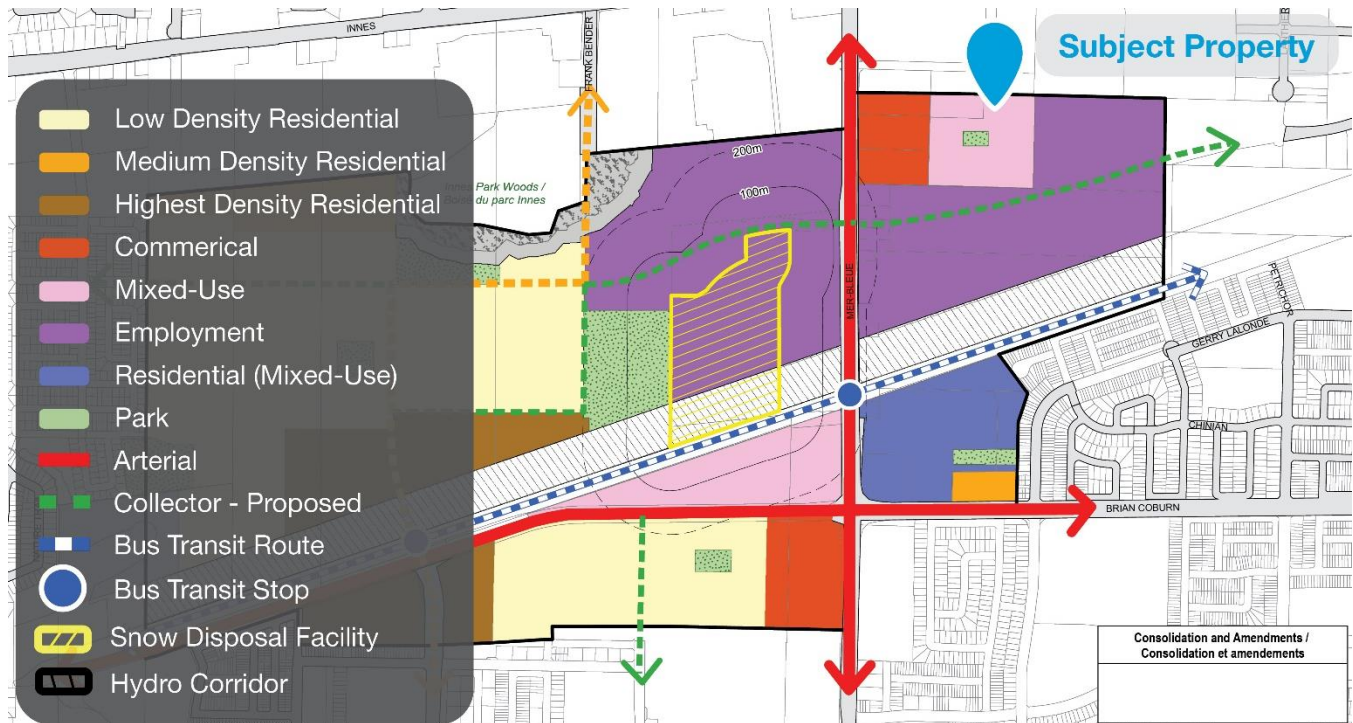 INNES
FRANK BENDER
Subject Property
Low Density Residential
Medium Density Residential
Highest Density Residential
Commerical
Mixed-Use
Employment
Residential (Mixed-Use)
Park
Arterial
Collector - Proposed
Bus Transit Route
Bus Transit Stop
Snow Disposal Facility
Hydro Corridor
Park Woods /
du parc Innes
200m
100m
MER-BLEUE
PETRICHOR
GERRY LALONDE
CHINIAN
BRIAN COBURN
Consolidation and Amendments /
Consolidation et amendements